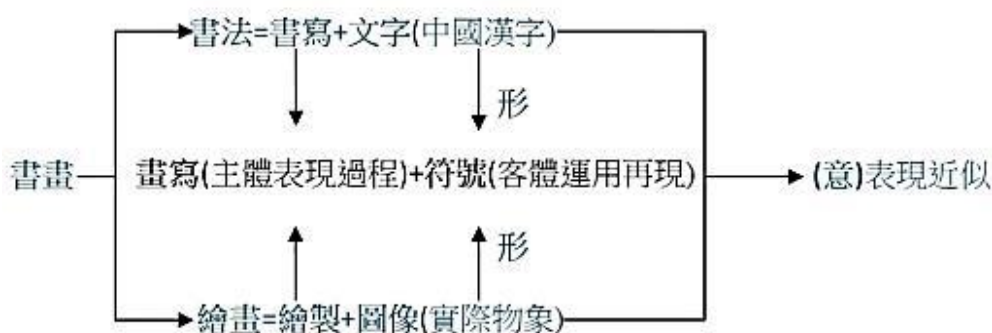 書法=書寫+文字(中國漢字)
形
書畫
畫寫(主體表現過程)+符號(客體運用再現)
(意)表現近似
形
繪畫=繪製+圖像(實際物象)